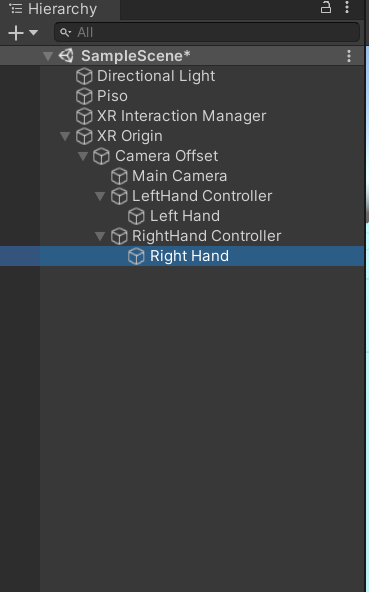 Hierarchy
All
SampleScene*
Directional Light
Piso
XR Interaction Manager
XR Origin
Camera Offset
Main Camera
LeftHand Controller
Left Hand
RightHand Controller
Right Hand